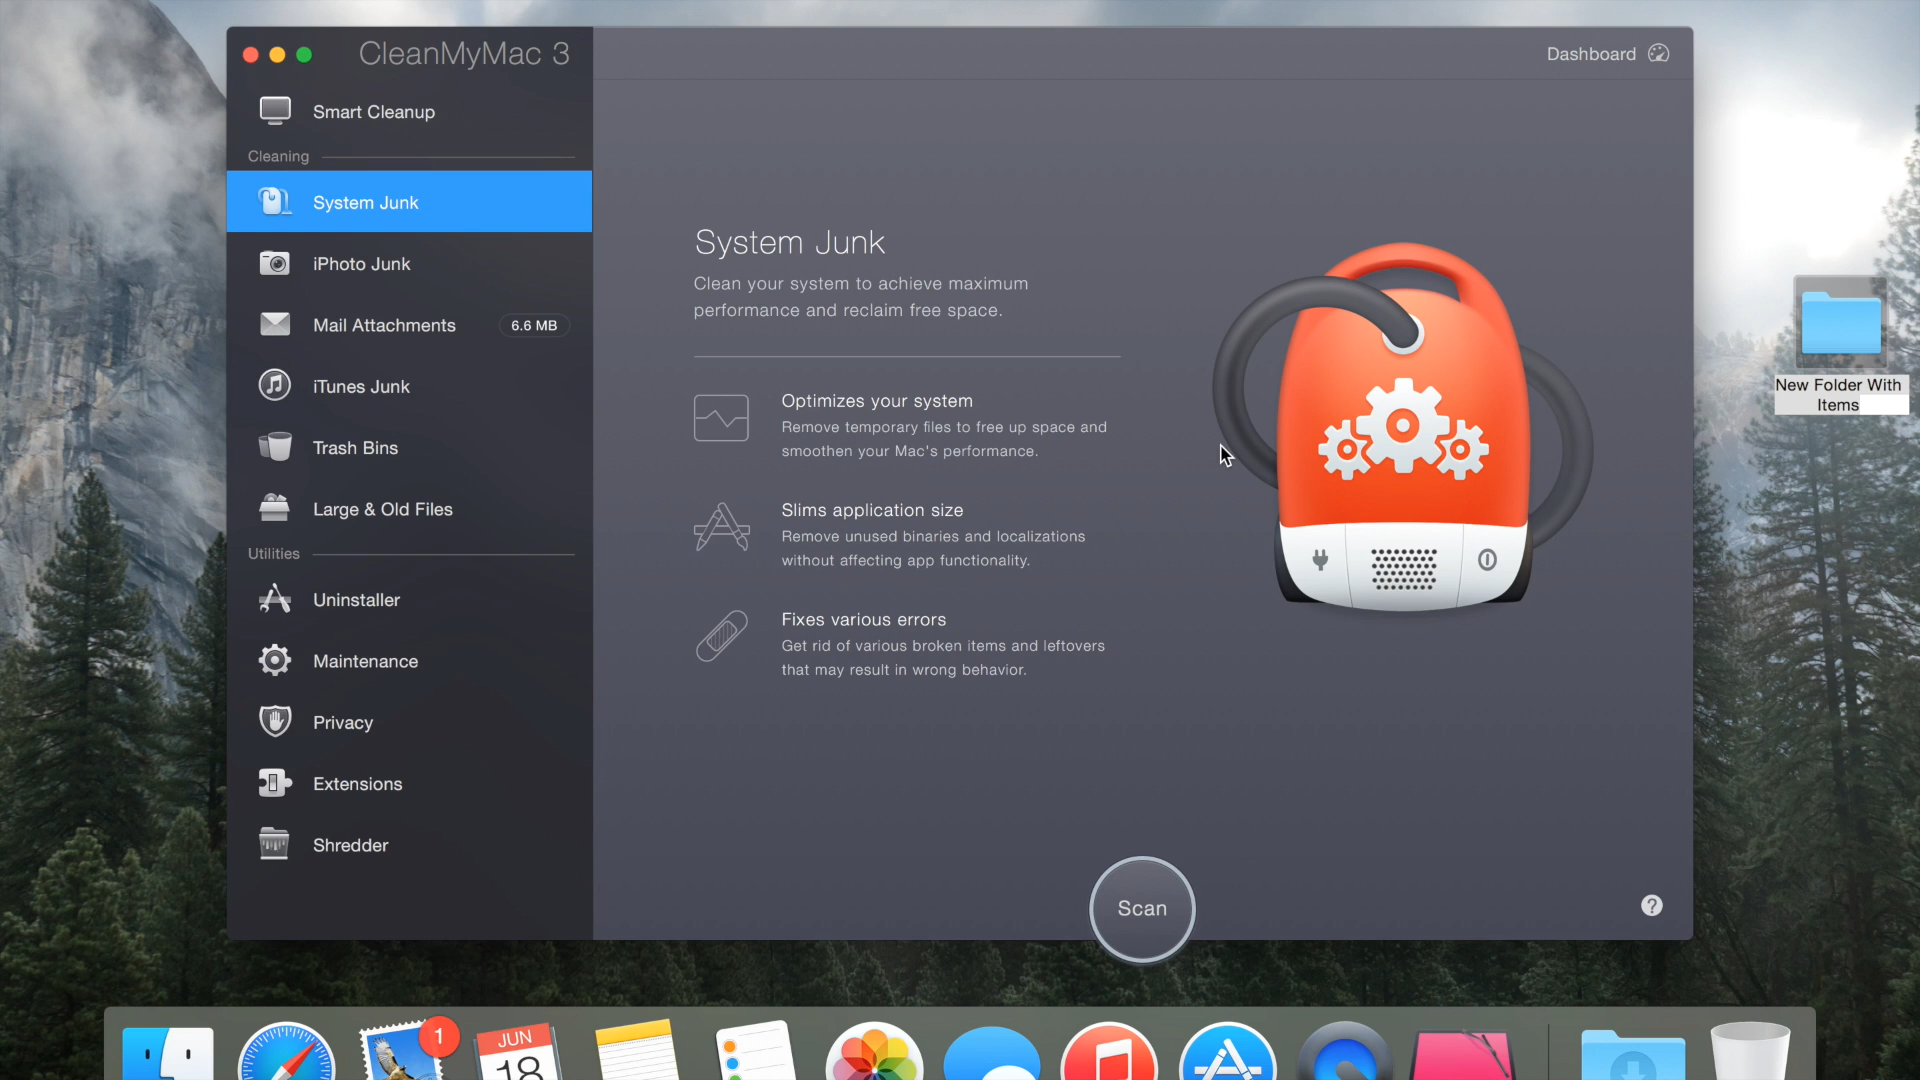 CleanMyMac 3
Dashboard
Smart Cleanup
Cleaning
System Junk
iPhoto Junk
Mail Attachments 6.6 MB
iTunes Junk
Trash Bins
Large & Old Files
Utilities
Uninstaller
Maintenance
Privacy
Extensions
Shredder
System Junk
Clean your system to achieve maximum
performance and reclaim free space.
Optimizes your system
Remove temporary files to free up space and
smoothen your Mac's performance.
Slims application size
Remove unused binaries and localizations
without affecting app functionality.
Fixes various errors
Get rid of various broken items and leftovers
that may result in wrong behavior.
Scan
?
New Folder With
Items
1
JUN
18